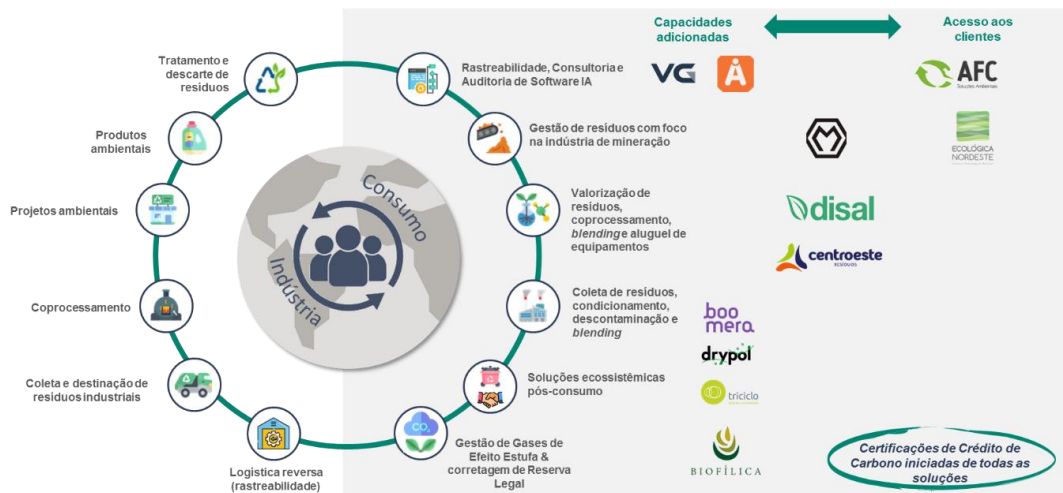 Capacidades
adicionadas
Acesso aos
clientes
Tratamento e
descarte de
resíduos
Produtos
ambientais
Projetos ambientais
Coprocessamento
Coleta e destinação de
resíduos industriais
Logística reversa
(rastreabilidade)
Consumo
Indústria
Rastreabilidade, Consultoria e
Auditoria de Software IA
Gestão de resíduos com foco
na indústria de mineração
Valorização de
resíduos,
coprocessamento,
blending e aluguel de
equipamentos
Coleta de resíduos,
condicionamento,
descontaminação e
blending
Soluções ecossistêmicas
pós-consumo
CO₂
Gestão de Gases de
Efeito Estufa &
corretagem de Reserva
Legal
VG
AFC
Soluções Ambientais
ECOLÓGICA
NORDESTE
disal
centroeste
RESÍDUOS
boo
mera
drypol
triciclo
BIOFÍLICA
Certificações de Crédito de
Carbono iniciadas de todas as
soluções